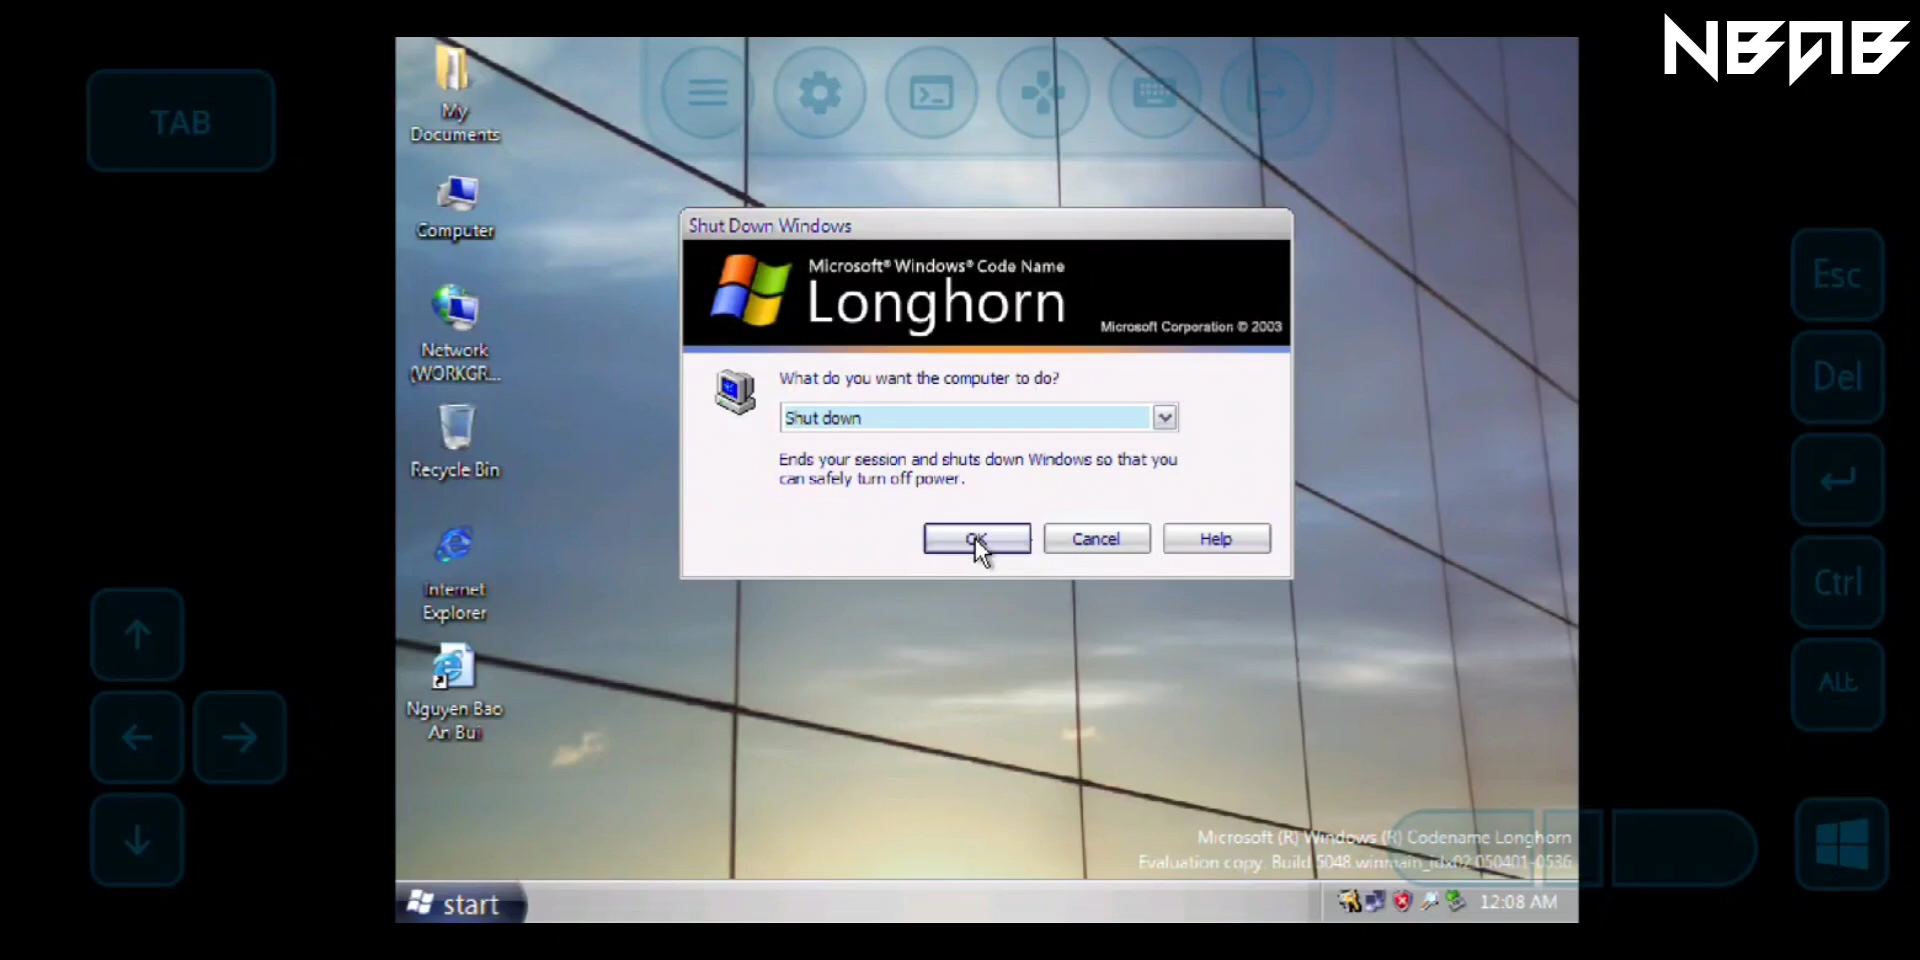 NBAB
TAB
My
Documents
Computer
Network
(WORKGR...
Recycle Bin
Internet
Explorer
Nguyen Bao
An Bui
Shut Down Windows
Microsoft® Windows® Code Name
Longhorn
Microsoft Corporation © 2003
What do you want the computer to do?
Shut down
Ends your session and shuts down Windows so that you
can safely turn off power.
OK
Cancel
Help
Esc
Del
Ctrl
ALt
Microsoft (R) Windows (R) Codename Longhorn
Evaluation copy. Build 5048.winmain_idx02.050401-0536
start
12:08 AM